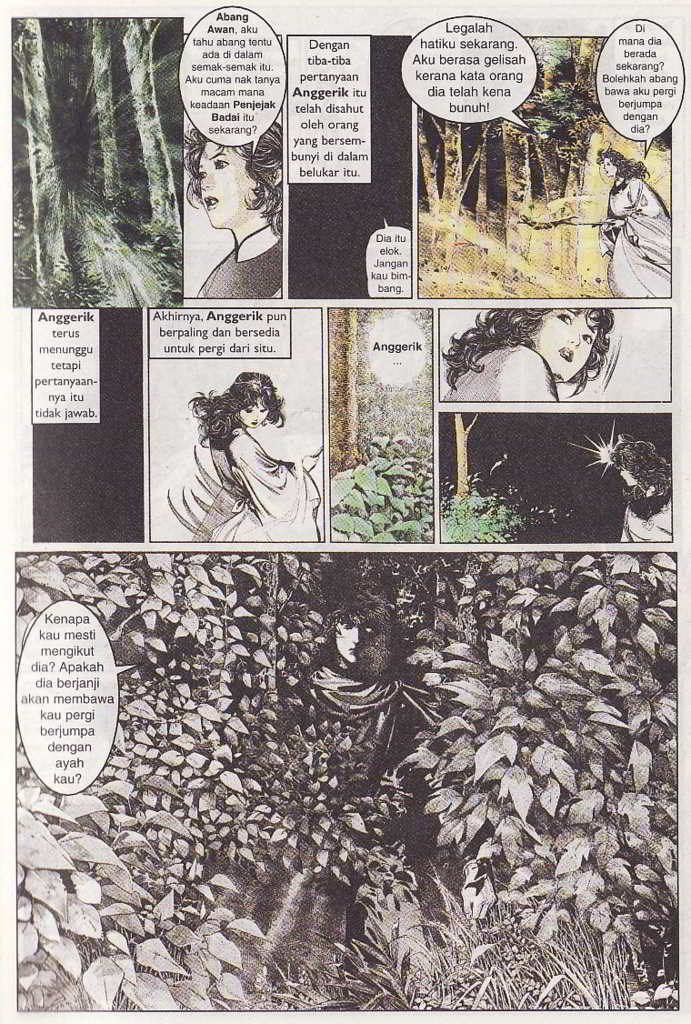 Abang
Awan, aku
tahu abang tentu
ada di dalam
semak-semak itu.
Aku cuma nak tanya
macam mana
keadaan Penjejak
Badai itu
sekarang?
Dengan
tiba-tiba
pertanyaan
Anggerik itu
telah disahut
oleh orang
yang bersem-
bunyi di dalam
belukar itu.
Dia itu
elok.
Jangan
kau bim-
bang.
Legalah
hatiku sekarang.
Aku berasa gelisah
kerana kata orang
dia telah kena
bunuh!
Di
mana dia
berada
sekarang?
Bolehkah abang
bawa aku pergi
berjumpa
dengan
dia?
Anggerik
terus
menunggu
tetapi
pertanyaan-
nya itu
tidak jawab.
Akhirnya, Anggerik pun
berpaling dan bersedia
untuk pergi dari situ.
Anggerik
...
Kenapa
kau mesti
mengikut
dia? Apakah
dia berjanji
akan membawa
kau pergi
berjumpa
dengan
ayah
kau?